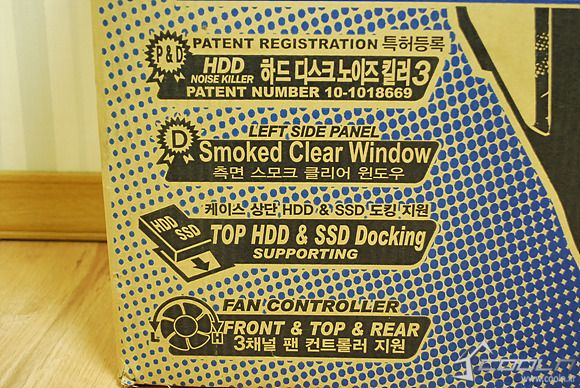 P & D
PATENT REGISTRATION 특허등록
HDD
NOISE KILLER
하드 디스크 노이즈 킬러 3
PATENT NUMBER 10-1018669
D
LEFT SIDE PANEL
Smoked Clear Window
측면 스모크 클리어 윈도우
케이스 상단 HDD & SSD 도킹 지원
HDD
SSD
TOP HDD & SSD Docking
SUPPORTING
FAN CONTROLLER
L
H
FRONT & TOP & REAR
3채널 팬 컨트롤러 지원